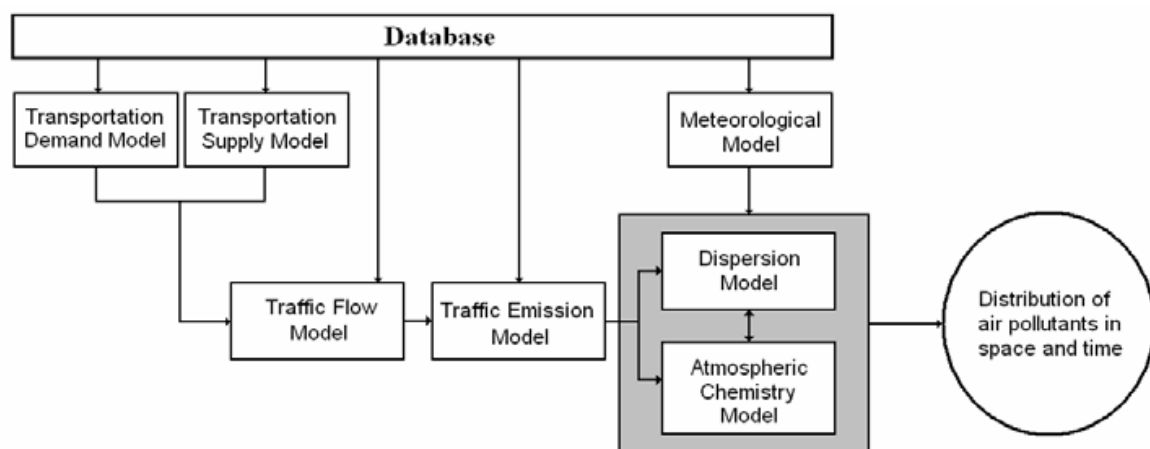 Database
Transportation
Demand Model
Transportation
Supply Model
Meteorological
Model
Dispersion
Model
Traffic Flow
Model
Traffic Emission
Model
Atmospheric
Chemistry
Model
Distribution of
air pollutants in
space and time